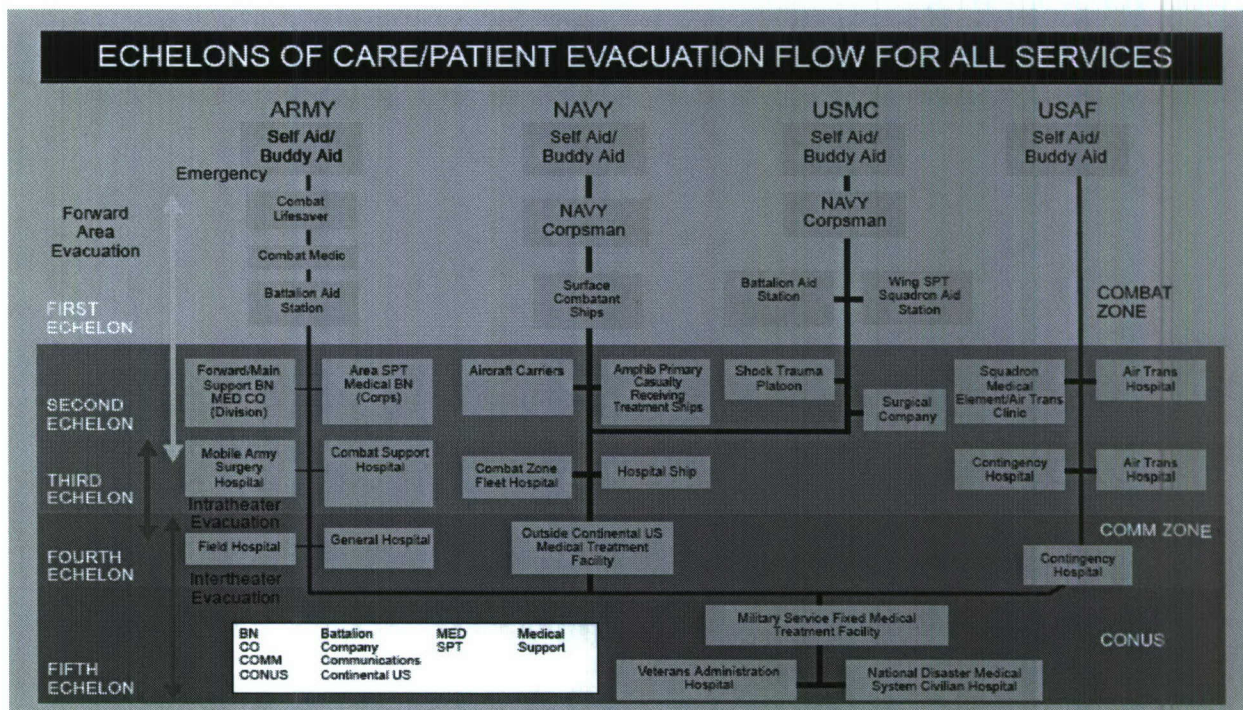 ECHELONS OF CARE/PATIENT EVACUATION FLOW FOR ALL SERVICES
ARMY
NAVY
USMC
USAF
Self Aid/
Buddy Aid
Self Aid/
Buddy Aid
Self Aid/
Buddy Aid
Self Aid/
Buddy Aid
Emergency
Forward
Area
Evacuation
Combat
Lifesaver
Combat Medic
Battalion Aid
Station
NAVY
Corpsman
Surface
Combatant
Ships
NAVY
Corpsman
Battalion Aid
Station
Wing SPT
Squadron Aid
Station
COMBAT
ZONE
FIRST
ECHELON
SECOND
ECHELON
Forward/Main
Support BN
MED CO
(Division)
Area SPT
Medical BN
(Corps)
Aircraft Carriers
Amphib Primary
Casualty
Receiving
Treatment Ships
Shock Trauma
Platoon
Surgical
Company
Squadron
Medical
Element/Air Trans
Clinic
Air Trans
Hospital
THIRD
ECHELON
Mobile Army
Surgery
Hospital
Combat Support
Hospital
Combat Zone
Fleet Hospital
Hospital Ship
Contingency
Hospital
Air Trans
Hospital
Intratheater
Evacuation
COMM ZONE
FOURTH
ECHELON
Field Hospital
General Hospital
Outside Continental US
Medical Treatment
Facility
Contingency
Hospital
Intertheater
Evacuation
Military Service Fixed Medical
Treatment Facility
CONUS
FIFTH
ECHELON
BN Battalion MED Medical
CO Company SPT Support
COMM Communications
CONUS Continental US
Veterans Administration
Hospital
National Disaster Medical
System Civilian Hospital